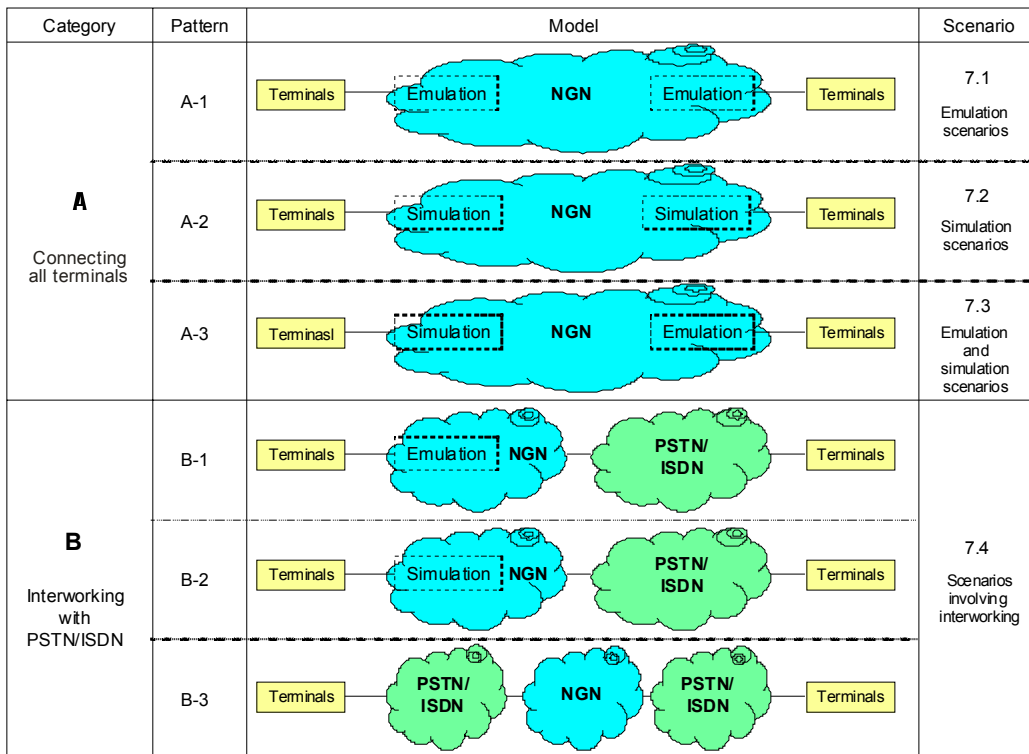 Category Pattern Model Scenario
A
Connecting
all terminals
A-1
Terminals Emulation NGN Emulation Terminals
7.1
Emulation
scenarios
A-2
Terminals Simulation NGN Simulation Terminals
7.2
Simulation
scenarios
A-3
Terminasl Simulation NGN Emulation Terminals
7.3
Emulation
and
simulation
scenarios
B
Interworking
with
PSTN/ISDN
B-1
Terminals Emulation NGN PSTN/
ISDN Terminals
B-2
Terminals Simulation NGN PSTN/
ISDN Terminals
B-3
Terminals PSTN/
ISDN NGN PSTN/
ISDN Terminals
7.4
Scenarios
involving
interworking